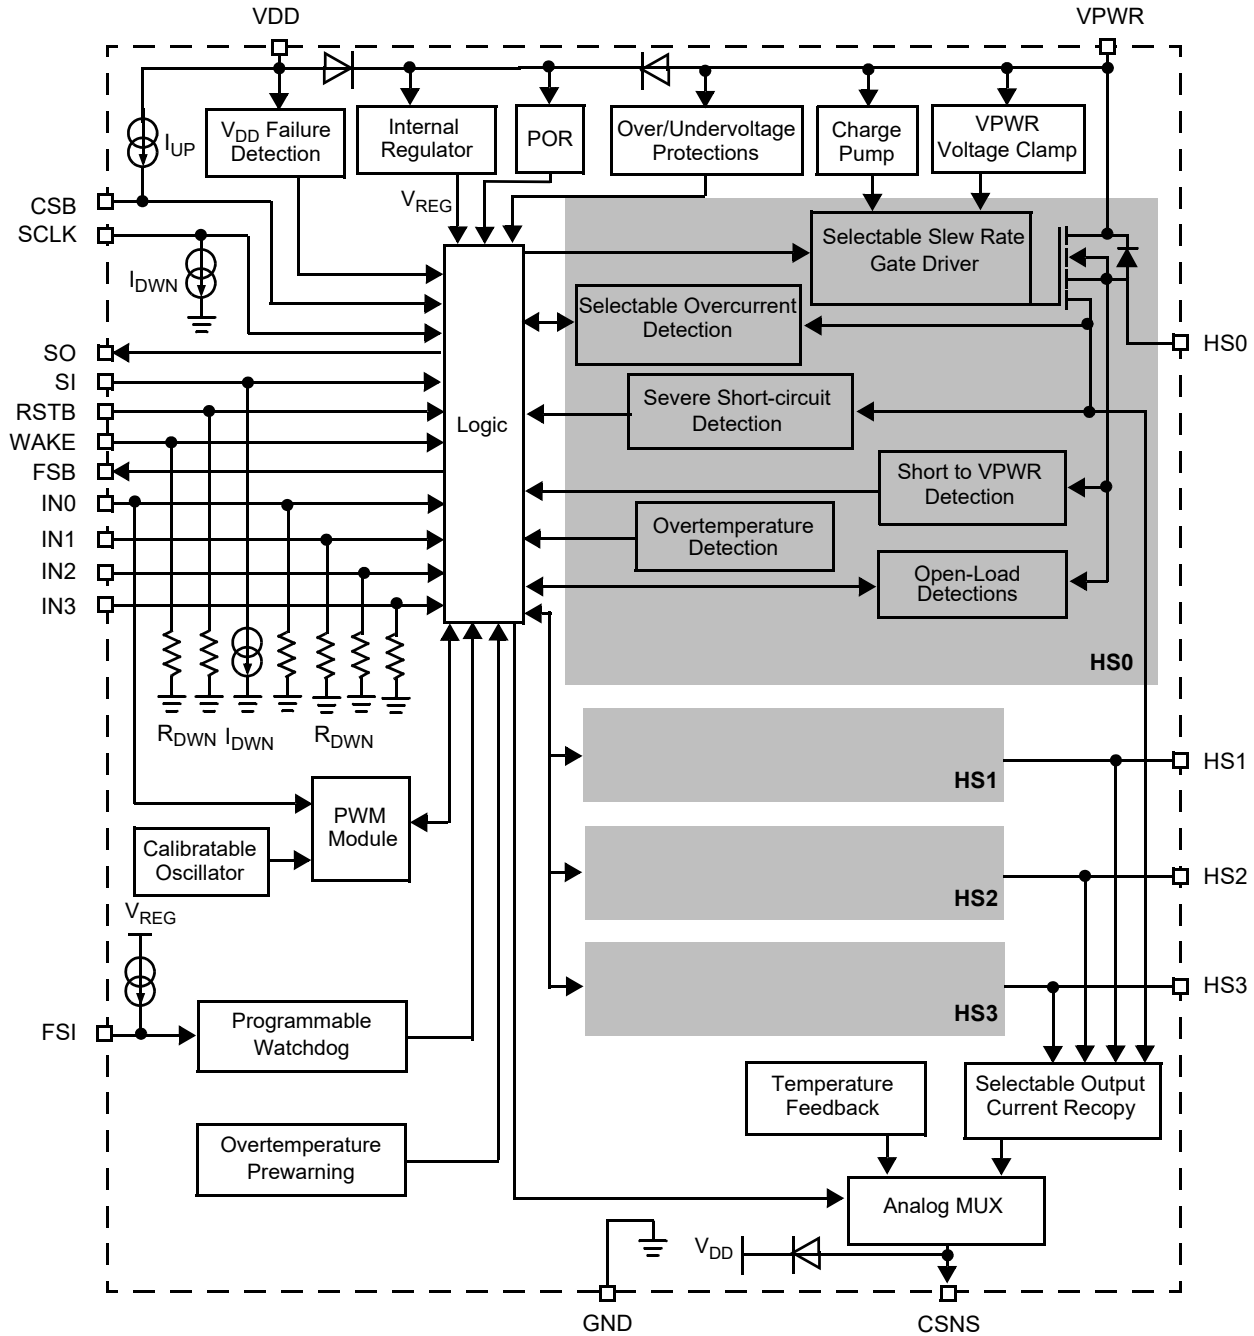 VDD
VPWR
IUP
VDD Failure
Detection
Internal
Regulator
POR
Over/Undervoltage
Protections
Charge
Pump
VPWR
Voltage Clamp
VREG
CSB
SCLK
IDWN
SO
SI
RSTB
WAKE
FSB
IN0
IN1
IN2
IN3
Logic
Selectable Slew Rate
Gate Driver
Selectable Overcurrent
Detection
HS0
Severe Short-circuit
Detection
Short to VPWR
Detection
Overtemperature
Detection
Open-Load
Detections
HS0
RDWN
IDWN
RDWN
HS1
HS1
PWM
Module
Calibratable
Oscillator
HS2
HS2
VREG
HS3
HS3
FSI
Programmable
Watchdog
Temperature
Feedback
Selectable Output
Current Recopy
Overtemperature
Prewarning
Analog MUX
VDD
GND
CSNS